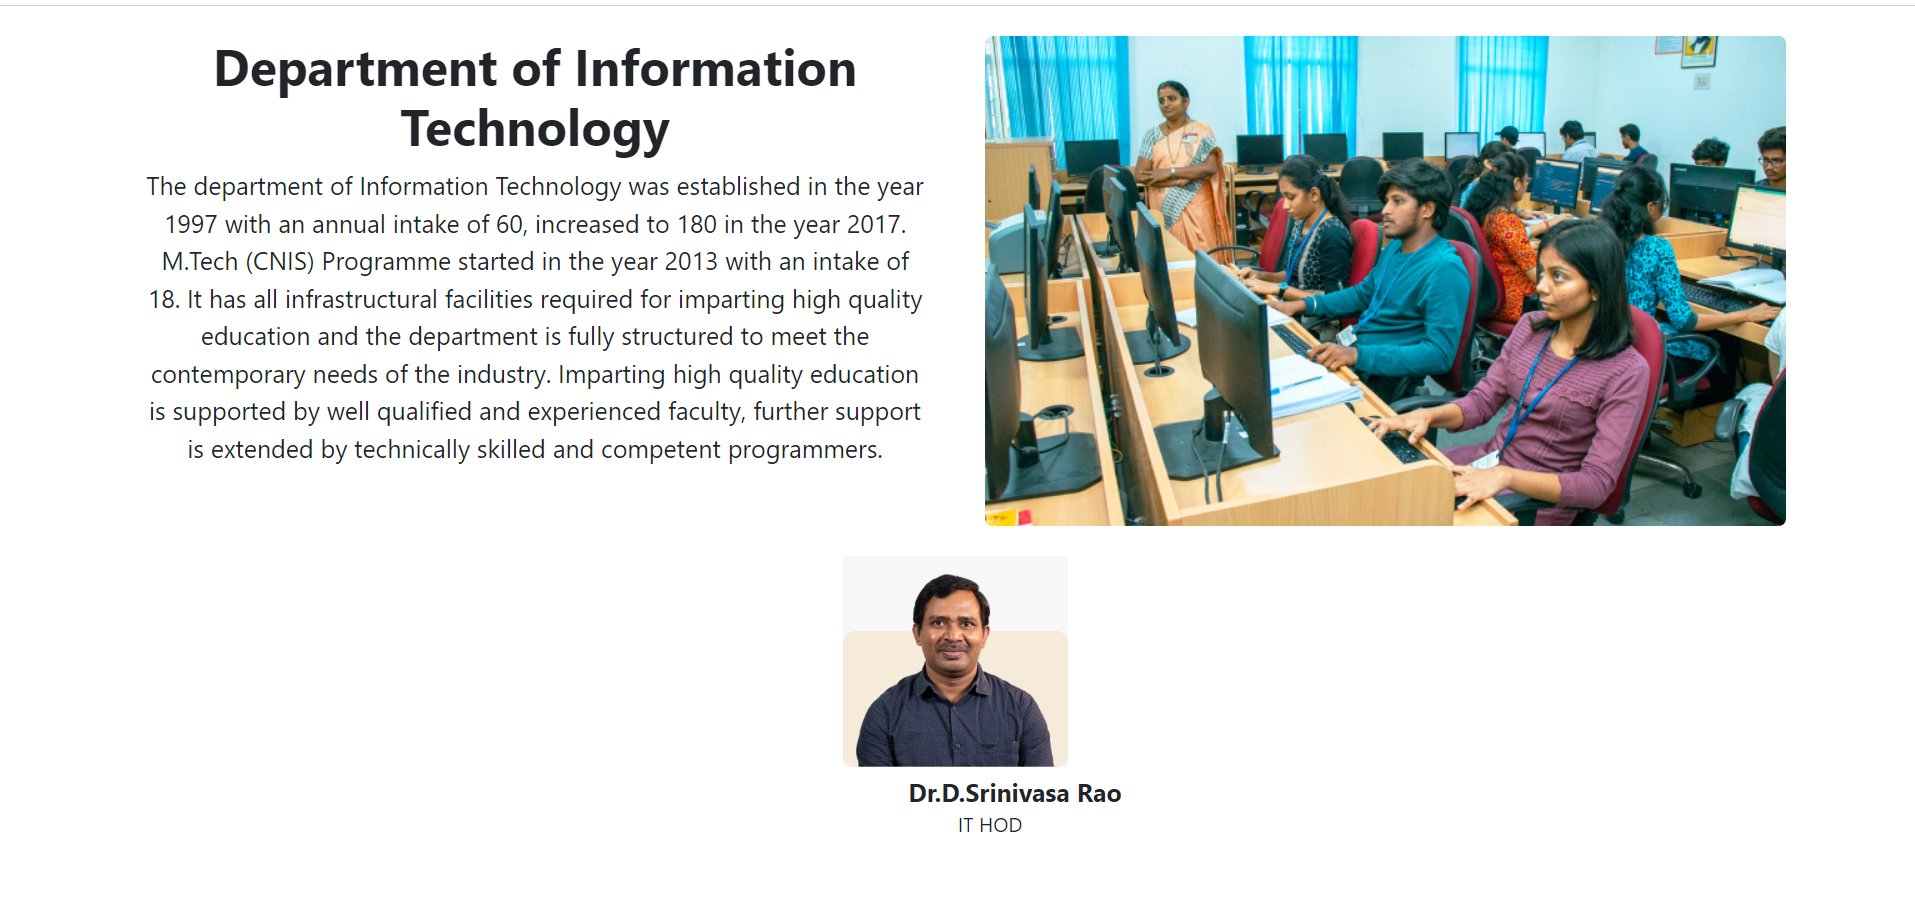 Department of Information
Technology
The department of Information Technology was established in the year
1997 with an annual intake of 60, increased to 180 in the year 2017.
M.Tech (CNIS) Programme started in the year 2013 with an intake of
18. It has all infrastructural facilities required for imparting high quality
education and the department is fully structured to meet the
contemporary needs of the industry. Imparting high quality education
is supported by well qualified and experienced faculty, further support
is extended by technically skilled and competent programmers.
Dr.D.Srinivasa Rao
IT HOD